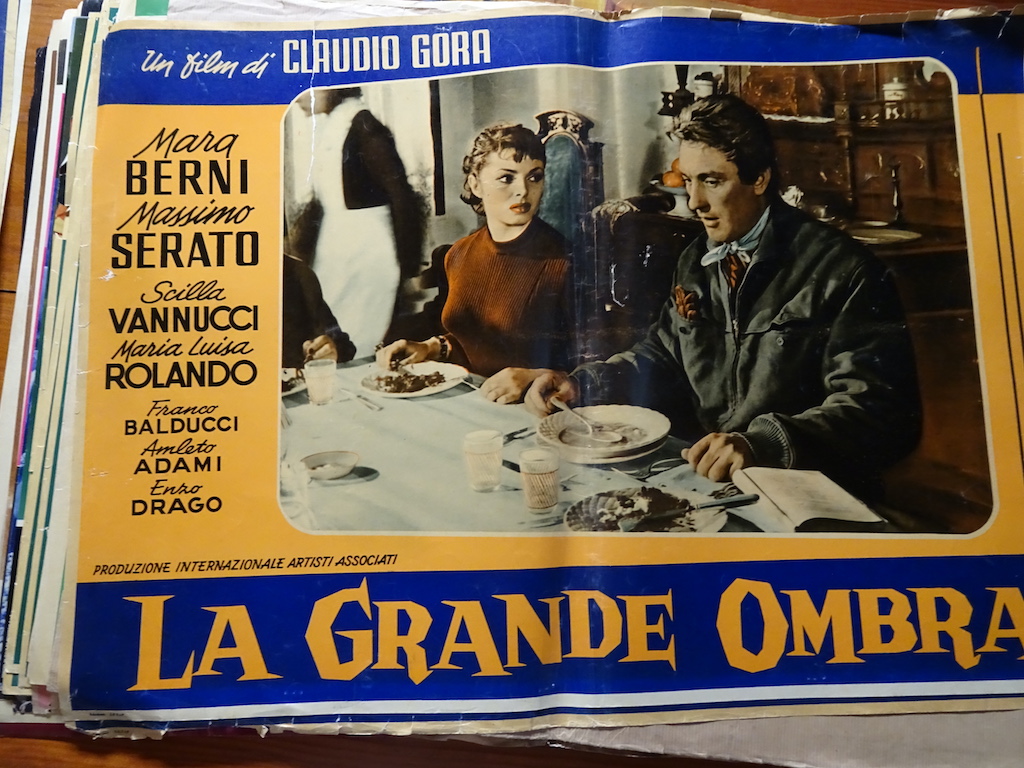 Un film di CLAUDIO GORA
Mara
BERNI
Massimo
SERATO
Scilla
VANNUCCI
Maria Luisa
ROLANDO
Franco
BALDUCCI
Amleto
ADAMI
Enzo
DRAGO
PRODUZIONE INTERNAZIONALE ARTISTI ASSOCIATI
LA GRANDE OMBRA